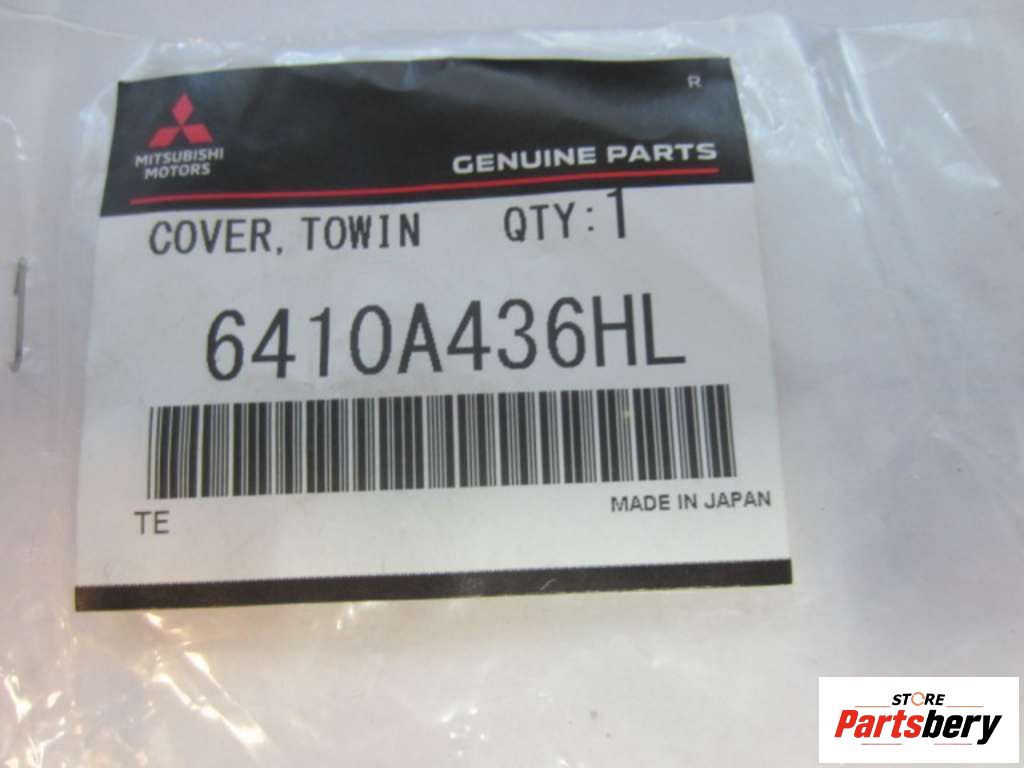 R
MITSUBISHI
MOTORS
GENUINE PARTS
COVER, TOWIN QTY:1
6410A436HL
TE
MADE IN JAPAN
STORE
Partsbery